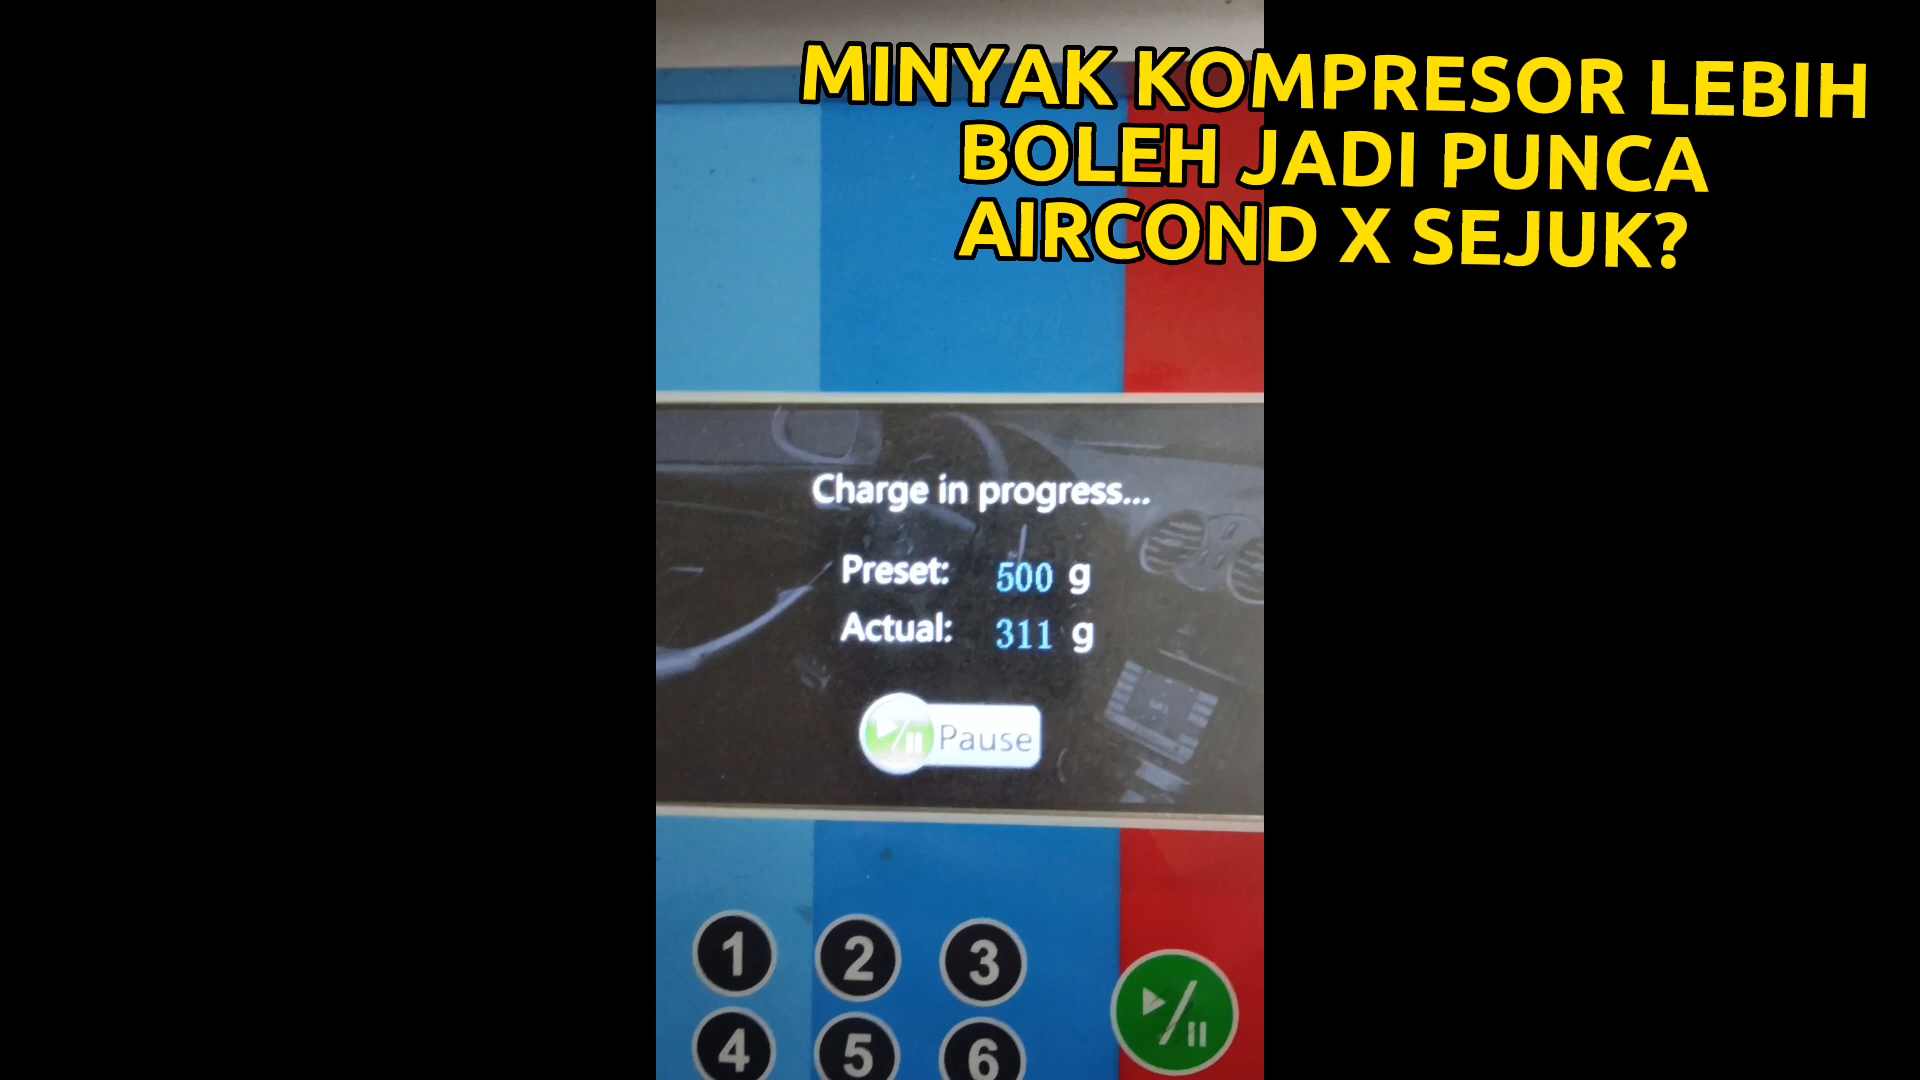 MINYAK KOMPRESOR LEBIH
BOLEH JADI PUNCA
AIRCOND X SEJUK?
Charge in progress...
Preset: 500 g
Actual: 311 g
Pause
1 2 3
4 5 6